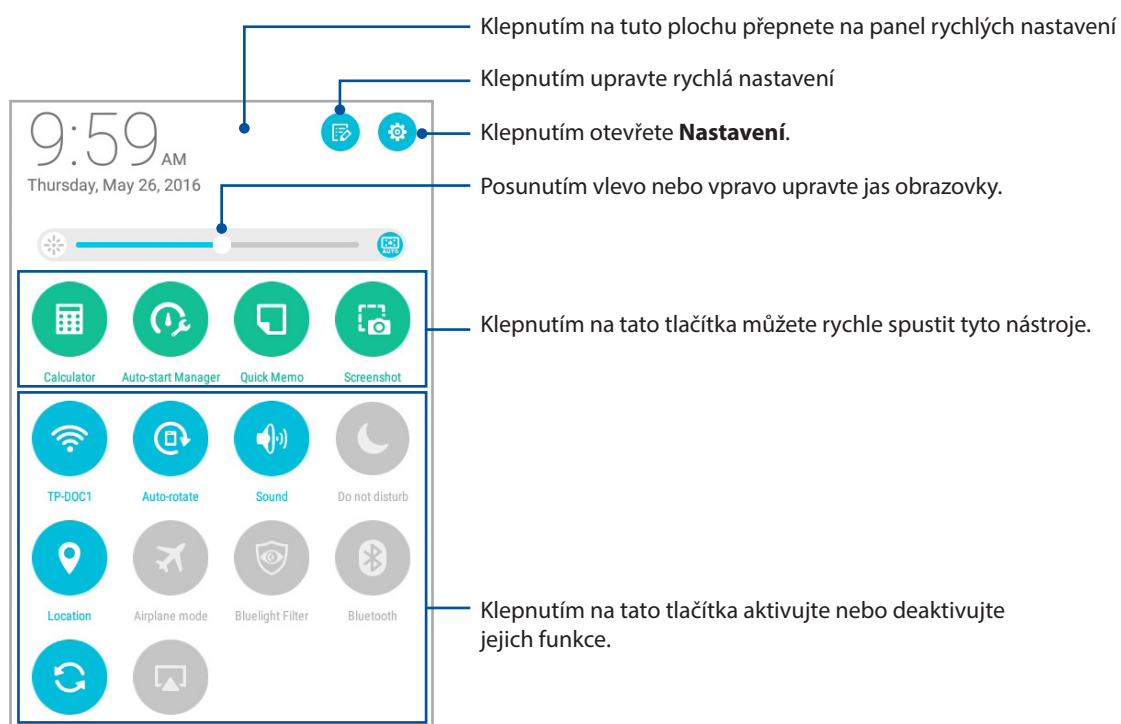 Klepnutím na tuto plochu přepnete na panel rychlých nastavení
Klepnutím upravte rychlá nastavení
Klepnutím otevřete Nastavení.
Posunutím vlevo nebo vpravo upravte jas obrazovky.
9:59 AM
Thursday, May 26, 2016
AUTO
Klepnutím na tato tlačítka můžete rychle spustit tyto nástroje.
Calculator Auto-start Manager Quick Memo Screenshot
TP-DOC1 Auto-rotate Sound Do not disturb
Location Airplane mode Bluelight Filter Bluetooth
Klepnutím na tato tlačítka aktivujte nebo deaktivujte
jejich funkce.